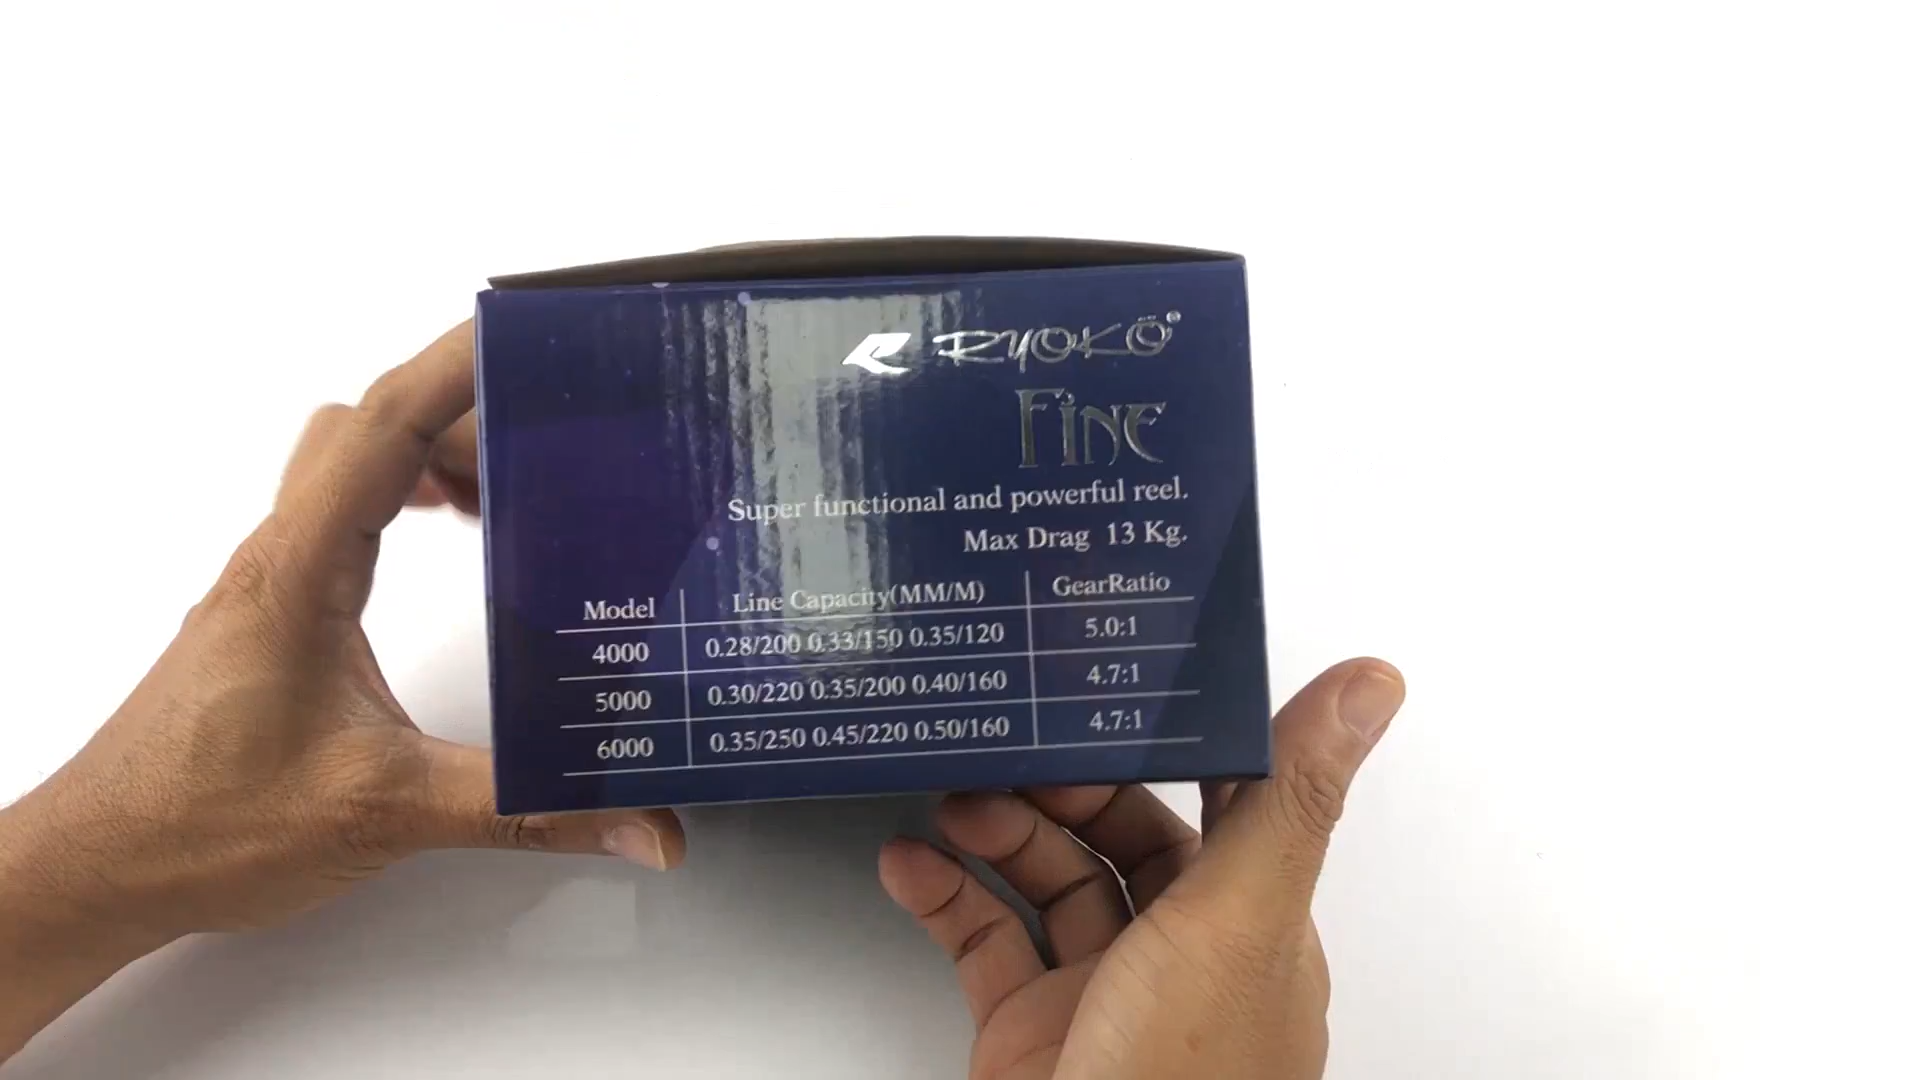 RYOKÖ®
FINE
Super functional and powerful reel.
Max Drag 13 Kg.
Model Line Capacity(MM/M) GearRatio
4000 0.28/200 0.33/150 0.35/120 5.0:1
5000 0.30/220 0.35/200 0.40/160 4.7:1
6000 0.35/250 0.45/220 0.50/160 4.7:1